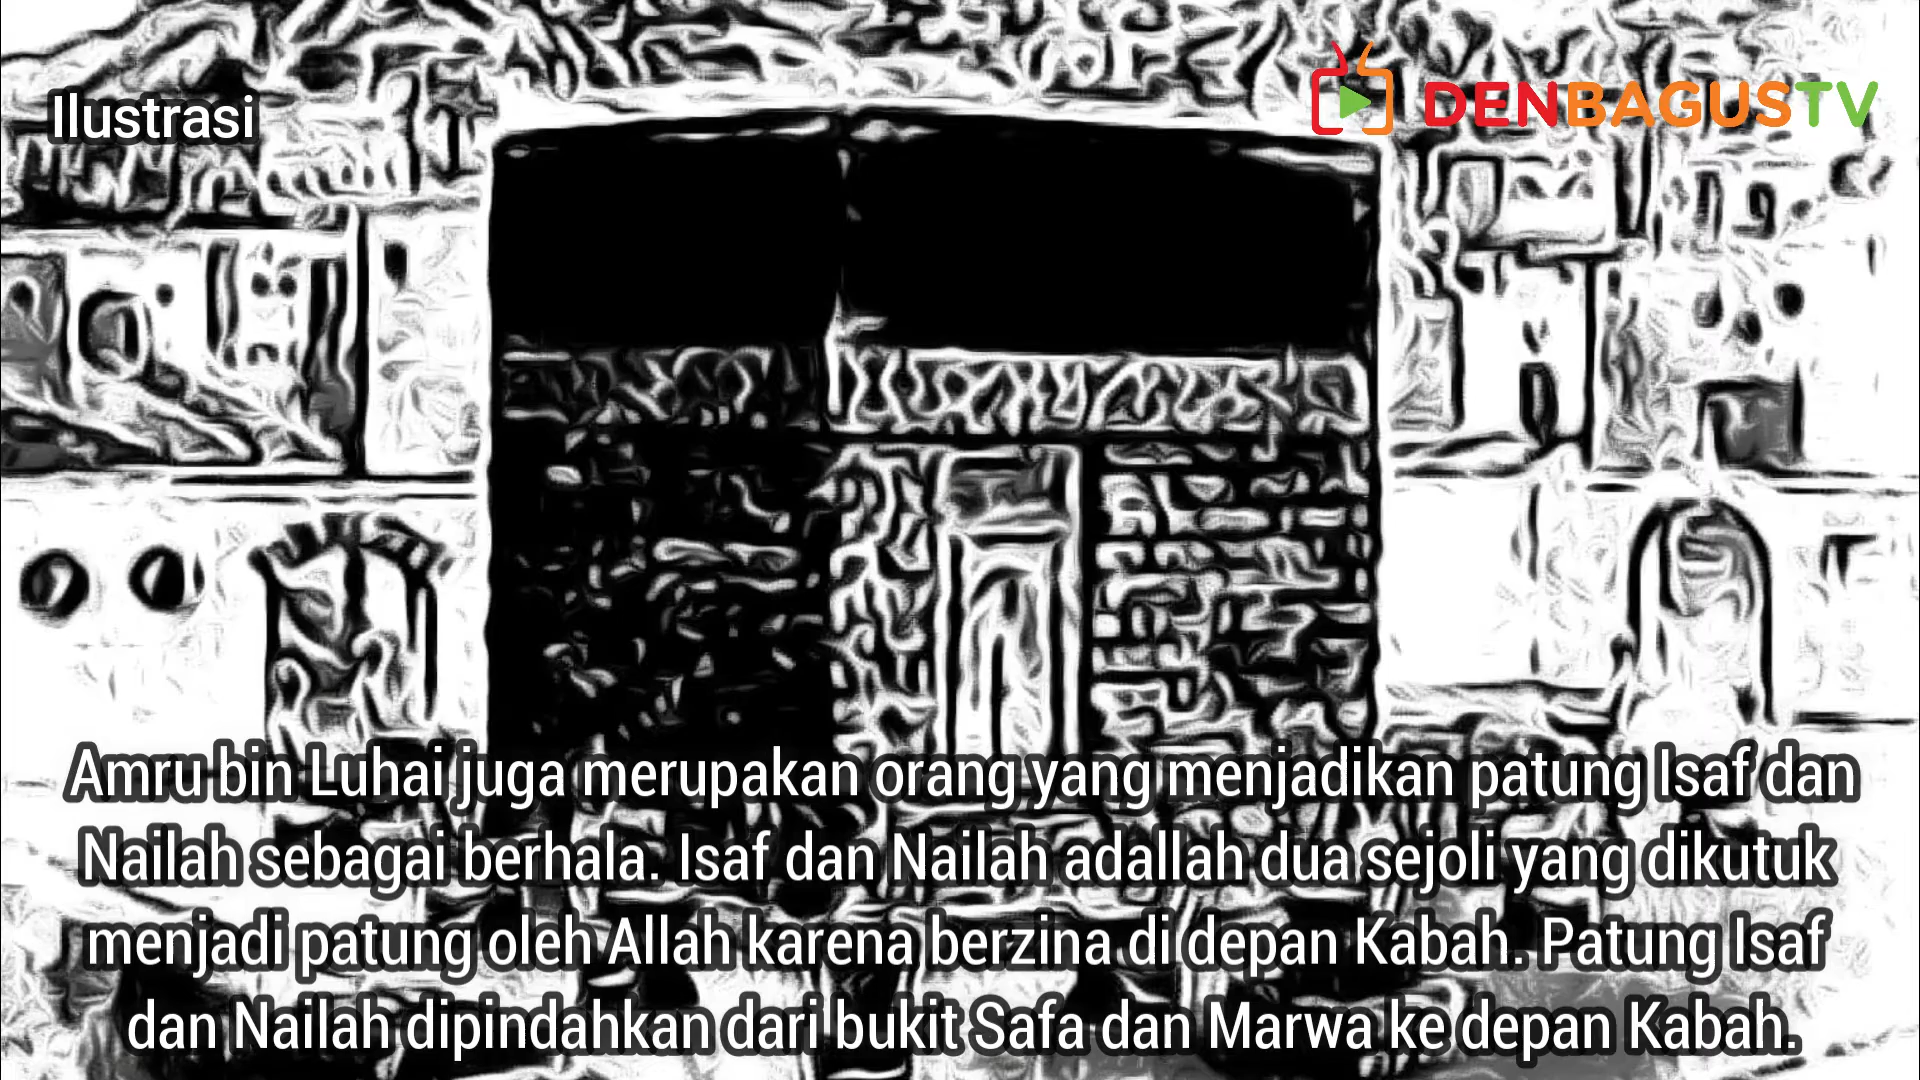 Ilustrasi
DENBAGUSTV
Amru bin Luhai juga merupakan orang yang menjadikan patung Isaf dan
Nailah sebagai berhala. Isaf dan Nailah adallah dua sejoli yang dikutuk
menjadi patung oleh Allah karena berzina di depan Kabah. Patung Isaf
dan Nailah dipindahkan dari bukit Safa dan Marwa ke depan Kabah.